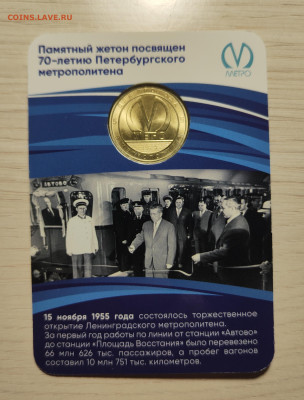 COINS.LAVE.RU
Памятный жетон посвящен
70-летию Петербургского
метрополитена
МЕТРО
АВТОВО
15 ноября 1955 года состоялось торжественное
открытие Ленинградского метрополитена.
За первый год работы по линии от станции «Автово»
до станции «Площадь Восстания» было перевезено
66 млн 626 тыс. пассажиров, а пробег вагонов
составил 10 млн 751 тыс. километров.